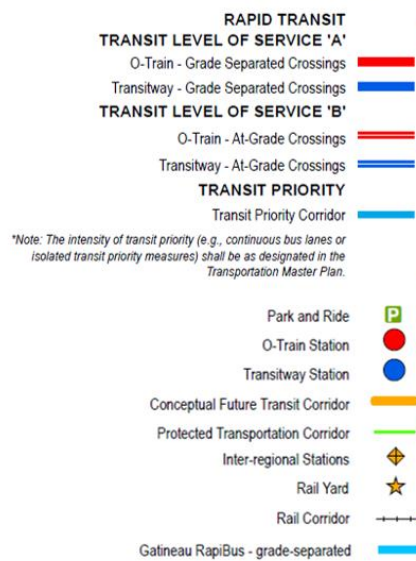 RAPID TRANSIT
TRANSIT LEVEL OF SERVICE 'A'
O-Train - Grade Separated Crossings
Transitway - Grade Separated Crossings
TRANSIT LEVEL OF SERVICE 'B'
O-Train - At-Grade Crossings
Transitway - At-Grade Crossings
TRANSIT PRIORITY
Transit Priority Corridor
*Note: The intensity of transit priority (e.g., continuous bus lanes or
isolated transit priority measures) shall be as designated in the
Transportation Master Plan.
Park and Ride P
O-Train Station
Transitway Station
Conceptual Future Transit Corridor
Protected Transportation Corridor
Inter-regional Stations
Rail Yard
Rail Corridor
Gatineau RapiBus - grade-separated